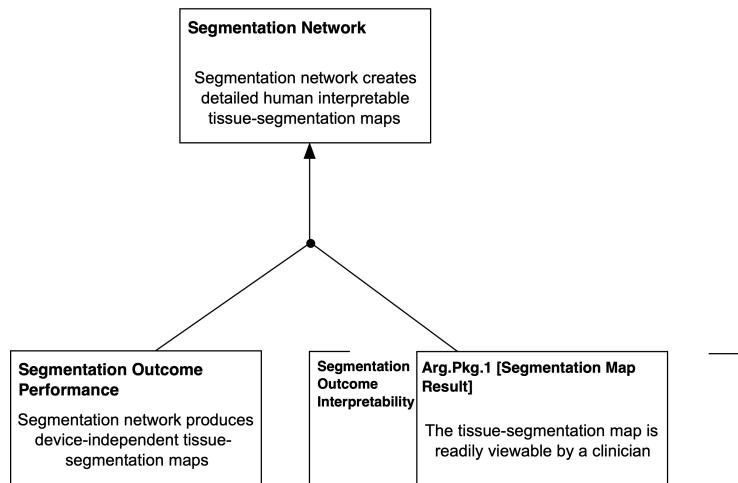 Segmentation Network
Segmentation network creates
detailed human interpretable
tissue-segmentation maps
Segmentation Outcome
Performance
Segmentation network produces
device-independent tissue-
segmentation maps
Segmentation
Outcome
Interpretability
Arg.Pkg.1 [Segmentation Map
Result]
The tissue-segmentation map is
readily viewable by a clinician